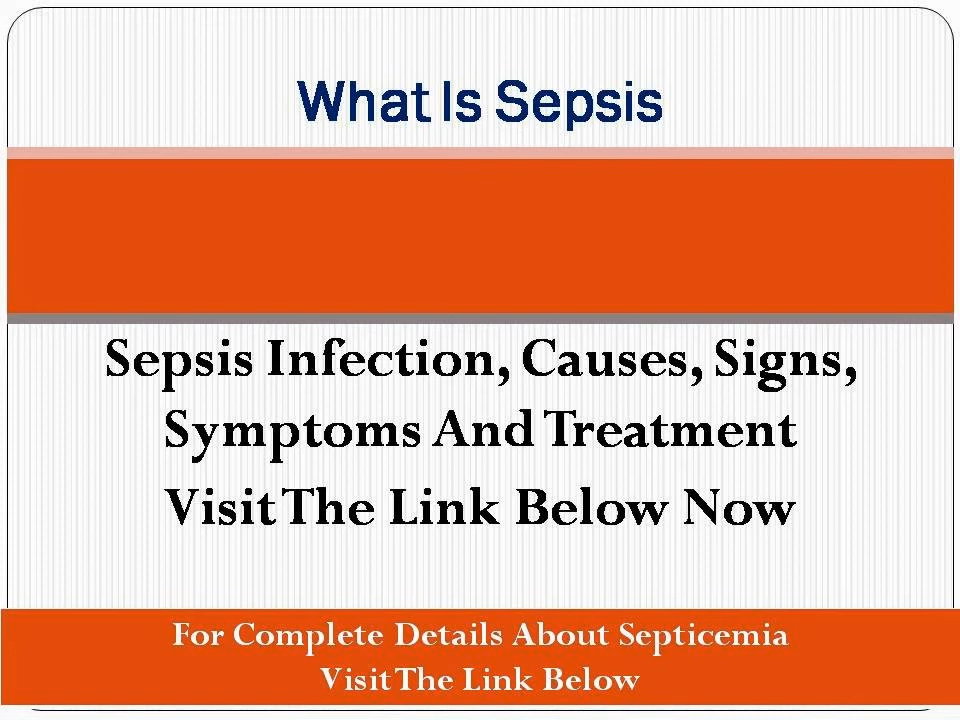 What Is Sepsis
Sepsis Infection, Causes, Signs,
Symptoms And Treatment
Visit The Link Below Now
For Complete Details About Septicemia
Visit The Link Below